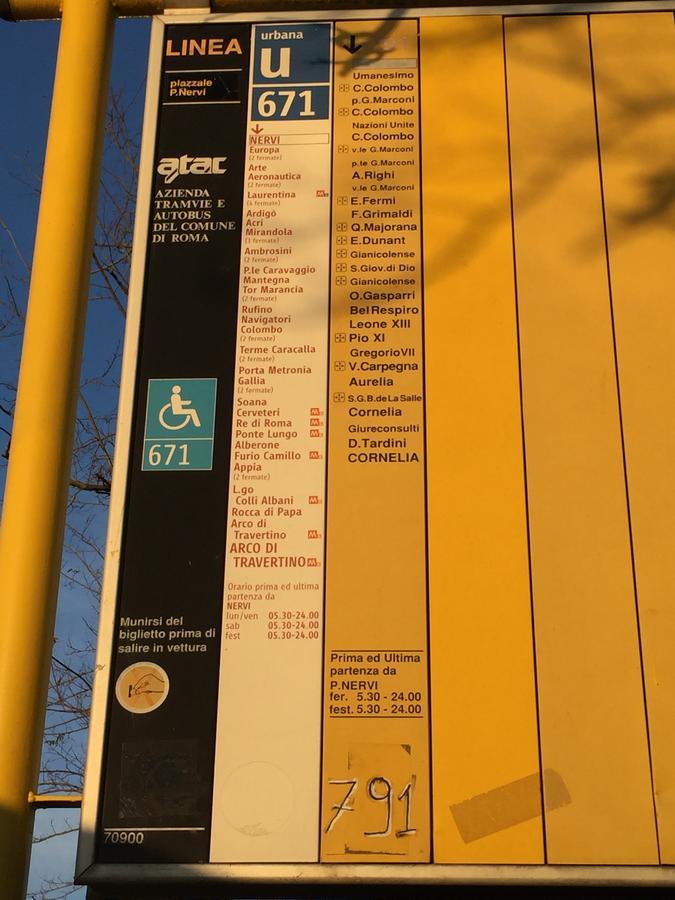 LINEA
piazzale
P.Nervi
atac
AZIENDA
TRAMVIE E
AUTOBUS
DEL COMUNE
DI ROMA
671
Munirsi del
biglietto prima di
salire in vettura
70900
urbana
u
671
NERVI
Europa
(2 fermate)
Arte
Aeronautica
(2 fermate)
Laurentina
(4 fermate)
Ardigò
Acri
Mirandola
(3 fermate)
Ambrosini
(2 fermate)
P.le Caravaggio
Mantegna
Tor Marancia
(2 fermate)
Rufino
Navigatori
Colombo
(2 fermate)
Terme Caracalla
(2 fermate)
Porta Metronia
Gallia
(2 fermate)
Soana
Cerveteri
Re di Roma
Ponte Lungo
Alberone
Furio Camillo
Appia
(2 fermate)
L.go
Colli Albani
Rocca di Papa
Arco di
Travertino
ARCO DI
TRAVERTINO
Orario prima ed ultima
partenza da
NERVI
lun/ven 05.30-24.00
sab 05.30-24.00
fest 05.30-24.00
Umanesimo
C.Colombo
p.G.Marconi
C.Colombo
Nazioni Unite
C.Colombo
v.le G.Marconi
p.te G.Marconi
A.Righi
v.le G.Marconi
E.Fermi
F.Grimaldi
Q.Majorana
E.Dunant
Gianicolense
S.Giov.di Dio
Gianicolense
O.Gasparri
Bel Respiro
Leone XIII
Pio XI
Gregorio VII
V.Carpegna
Aurelia
S.G.B.de La Salle
Cornelia
Giureconsulti
D.Tardini
CORNELIA
Prima ed Ultima
partenza da
P.NERVI
fer. 5.30 - 24.00
fest. 5.30 - 24.00
791